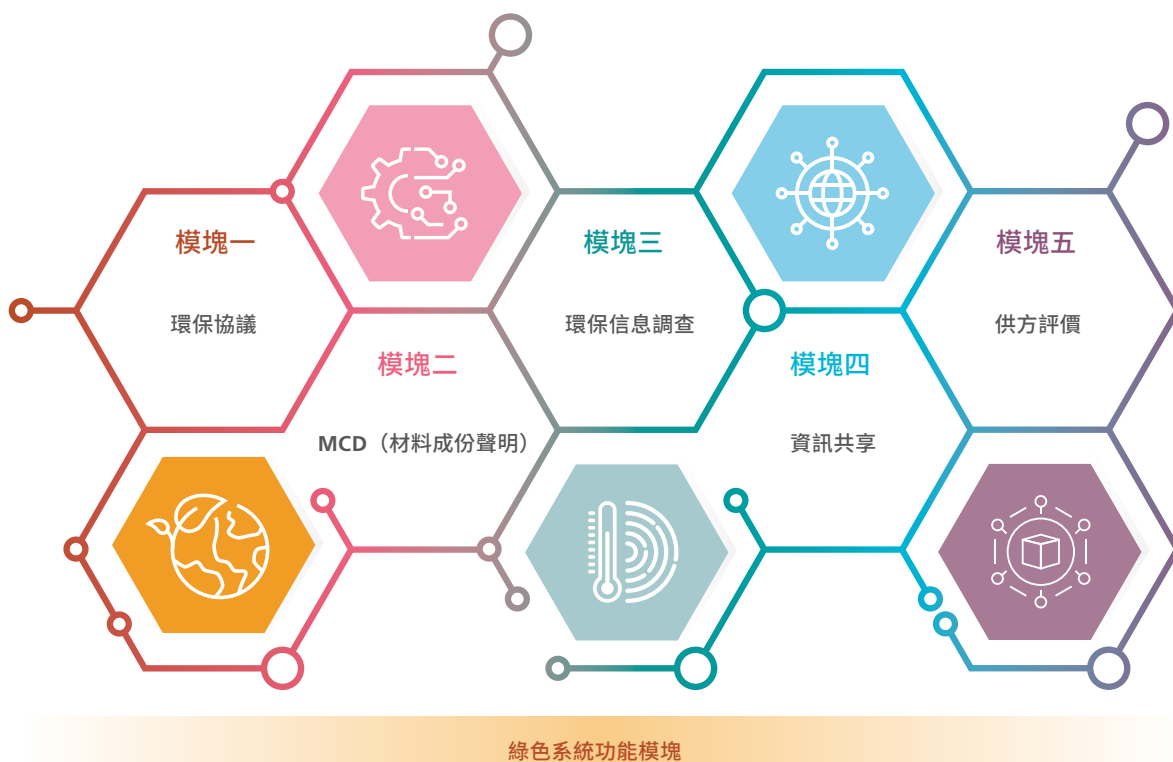 模塊一
環保協議
模塊二
MCD（材料成份聲明）
模塊三
環保信息調查
模塊四
資訊共享
模塊五
供方評價
綠色系統功能模塊